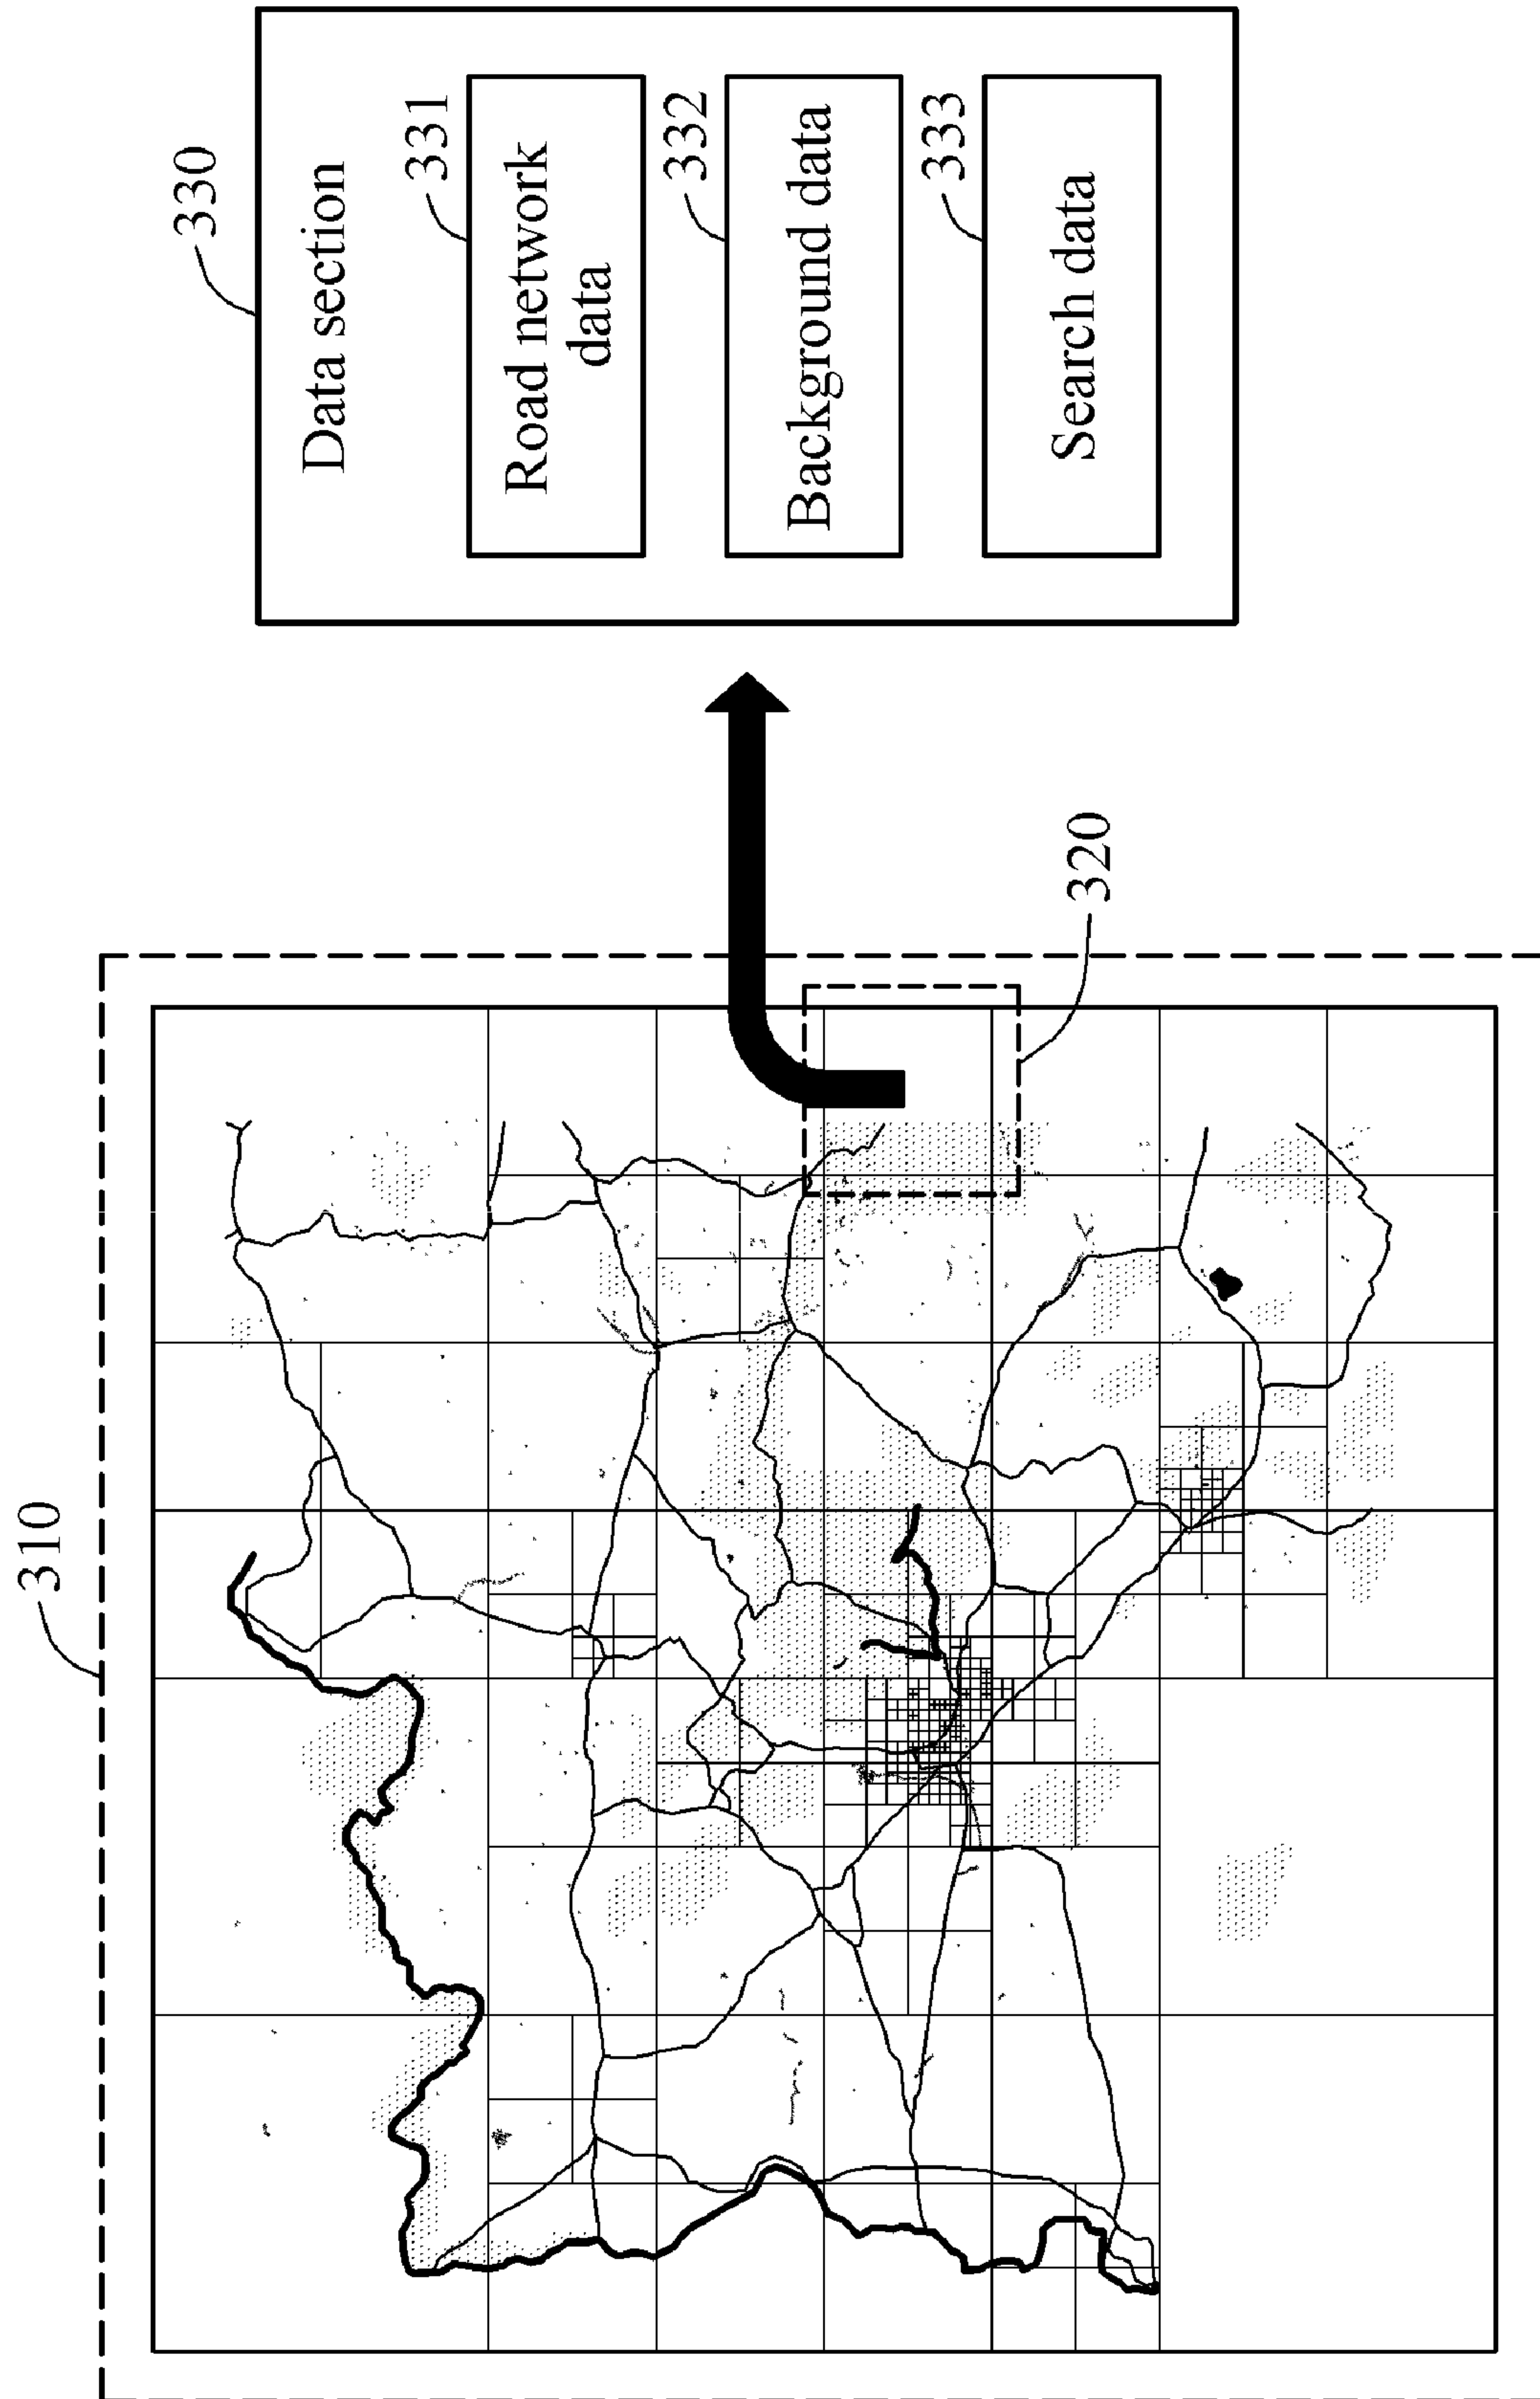 310
320
330
Data section
331
Road network
data
332
Background data
333
Search data